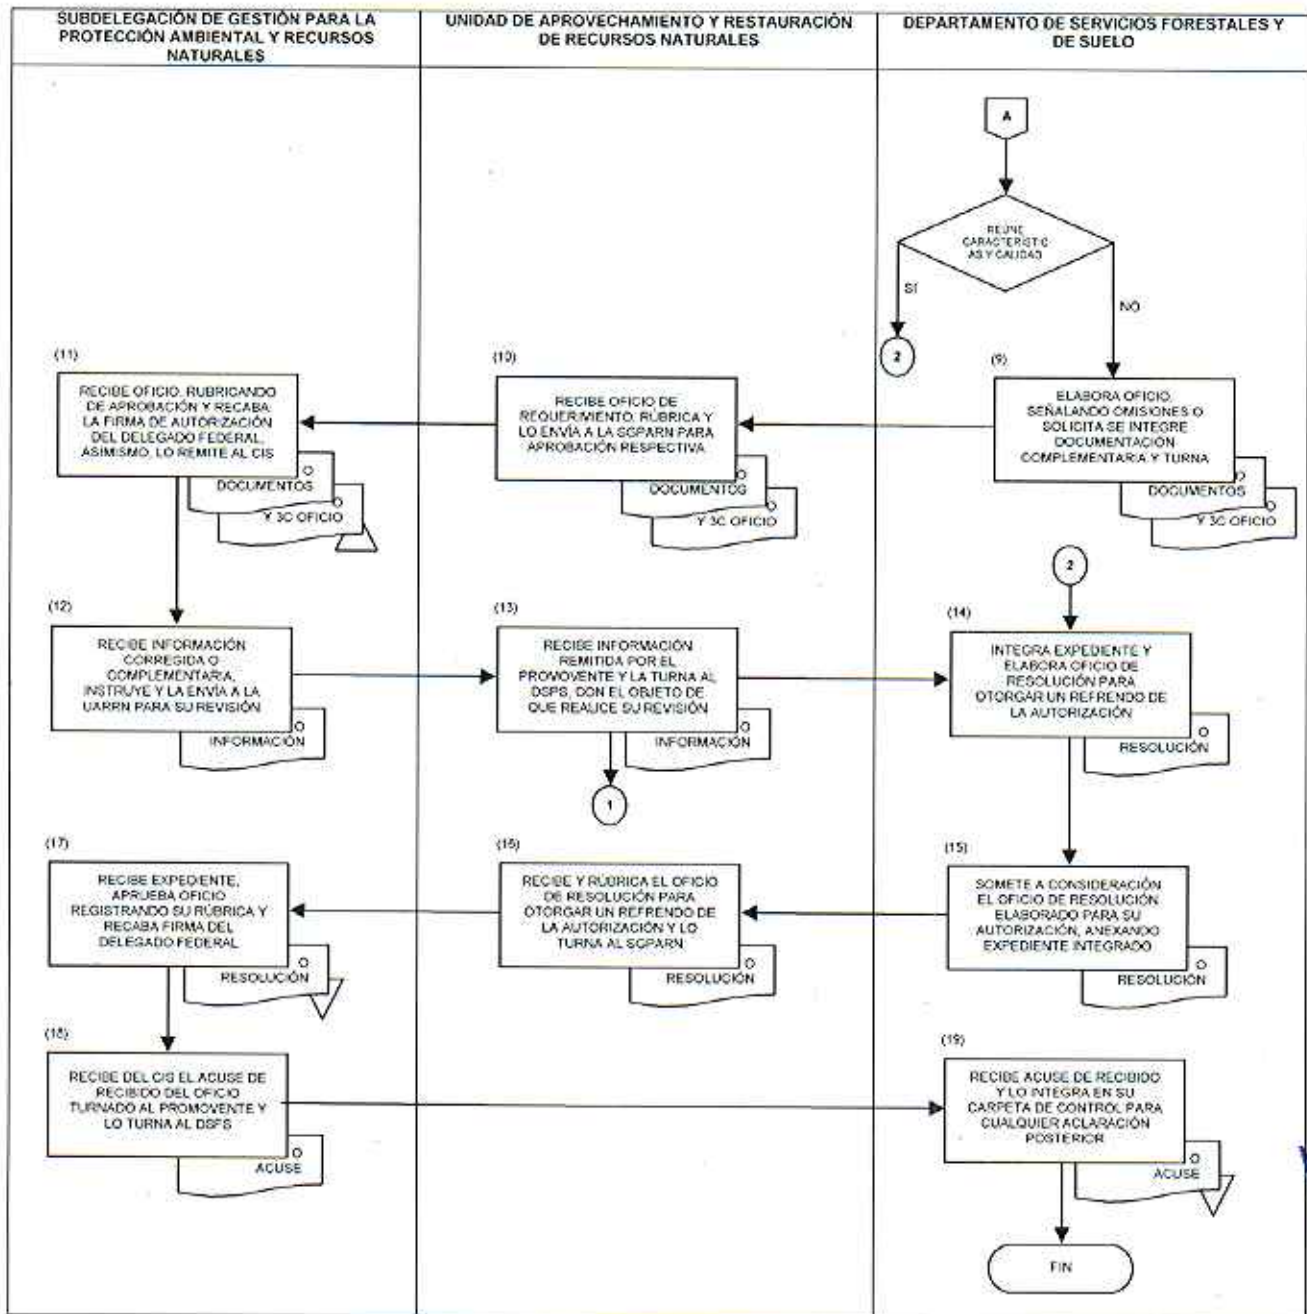 SUBDELEGACIÓN DE GESTIÓN PARA LA
PROTECCIÓN AMBIENTAL Y RECURSOS
NATURALES
UNIDAD DE APROVECHAMIENTO Y RESTAURACIÓN
DE RECURSOS NATURALES
DEPARTAMENTO DE SERVICIOS FORESTALES Y
DE SUELO
A
REÚNE
CARACTERISTIC
AS Y CALIDAD
SI
NO
2
(9)
ELABORA OFICIO,
SEÑALANDO OMISIONES O
SOLICITA SE INTEGRE
DOCUMENTACIÓN
COMPLEMENTARIA Y TURNA
O
DOCUMENTOS
O
Y 3C OFICIO
(10)
RECIBE OFICIO DE
REQUERIMIENTO, RÚBRICA Y
LO ENVÍA A LA SGPARN PARA
APROBACIÓN RESPECTIVA
O
DOCUMENTOS
O
Y 3C OFICIO
(11)
RECIBE OFICIO, RUBRICANDO
DE APROBACIÓN Y RECABA
LA FIRMA DE AUTORIZACIÓN
DEL DELEGADO FEDERAL,
ASIMISMO, LO REMITE AL CIS
O
DOCUMENTOS
O
Y 3C OFICIO
(12)
RECIBE INFORMACIÓN
CORREGIDA O
COMPLEMENTARIA,
INSTRUYE Y LA ENVÍA A LA
UARRN PARA SU REVISIÓN
O
INFORMACIÓN
(13)
RECIBE INFORMACIÓN
REMITIDA POR EL
PROMOVENTE Y LA TURNA AL
DSPS, CON EL OBJETO DE
QUE REALICE SU REVISIÓN
O
INFORMACIÓN
1
2
(14)
INTEGRA EXPEDIENTE Y
ELABORA OFICIO DE
RESOLUCIÓN PARA
OTORGAR UN REFRENDO DE
LA AUTORIZACIÓN
O
RESOLUCIÓN
(15)
SOMETE A CONSIDERACIÓN
EL OFICIO DE RESOLUCIÓN
ELABORADO PARA SU
AUTORIZACIÓN, ANEXANDO
EXPEDIENTE INTEGRADO
O
RESOLUCIÓN
(16)
RECIBE Y RÚBRICA EL OFICIO
DE RESOLUCIÓN PARA
OTORGAR UN REFRENDO DE
LA AUTORIZACIÓN Y LO
TURNA AL SGPARN
O
RESOLUCIÓN
(17)
RECIBE EXPEDIENTE,
APRUEBA OFICIO
REGISTRANDO SU RÚBRICA Y
RECABA FIRMA DEL
DELEGADO FEDERAL
O
RESOLUCIÓN
(18)
RECIBE DEL CIS EL ACUSE DE
RECIBIDO DEL OFICIO
TURNADO AL PROMOVENTE Y
LO TURNA AL DSFS
O
ACUSE
(19)
RECIBE ACUSE DE RECIBIDO
Y LO INTEGRA EN SU
CARPETA DE CONTROL PARA
CUALQUIER ACLARACIÓN
POSTERIOR
O
ACUSE
FIN